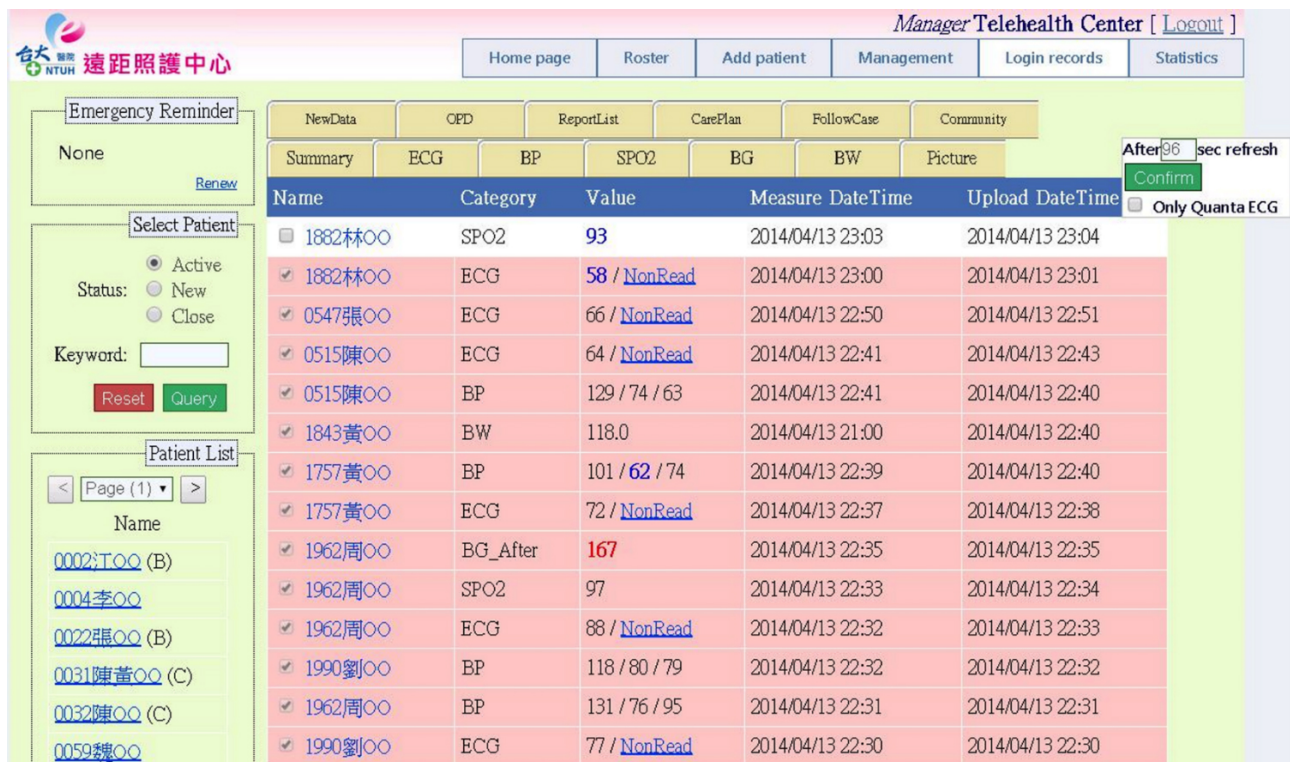 Manager Telehealth Center [ Logout ]
台大醫院 NTUH 遠距照護中心
Home page Roster Add patient Management Login records Statistics
Emergency Reminder
None
Renew
Select Patient
Status:
Active
New
Close
Keyword:
Reset Query
Patient List
< Page (1) >
Name
0002江OO (B)
0004李OO
0022張OO (B)
0031陳黃OO (C)
0032陳OO (C)
0059魏OO
NewData OPD ReportList CarePlan FollowCase Community
Summary ECG BP SPO2 BG BW Picture
Name Category Value Measure DateTime Upload DateTime
1882林OO SPO2 93 2014/04/13 23:03 2014/04/13 23:04
1882林OO ECG 58 / NonRead 2014/04/13 23:00 2014/04/13 23:01
0547張OO ECG 66 / NonRead 2014/04/13 22:50 2014/04/13 22:51
0515陳OO ECG 64 / NonRead 2014/04/13 22:41 2014/04/13 22:43
0515陳OO BP 129 / 74 / 63 2014/04/13 22:41 2014/04/13 22:40
1843黃OO BW 118.0 2014/04/13 21:00 2014/04/13 22:40
1757黃OO BP 101 / 62 / 74 2014/04/13 22:39 2014/04/13 22:40
1757黃OO ECG 72 / NonRead 2014/04/13 22:37 2014/04/13 22:38
1962周OO BG_After 167 2014/04/13 22:35 2014/04/13 22:35
1962周OO SPO2 97 2014/04/13 22:33 2014/04/13 22:34
1962周OO ECG 88 / NonRead 2014/04/13 22:32 2014/04/13 22:33
1990劉OO BP 118 / 80 / 79 2014/04/13 22:32 2014/04/13 22:32
1962周OO BP 131 / 76 / 95 2014/04/13 22:31 2014/04/13 22:31
1990劉OO ECG 77 / NonRead 2014/04/13 22:30 2014/04/13 22:30
After 96 sec refresh
Confirm
Only Quanta ECG